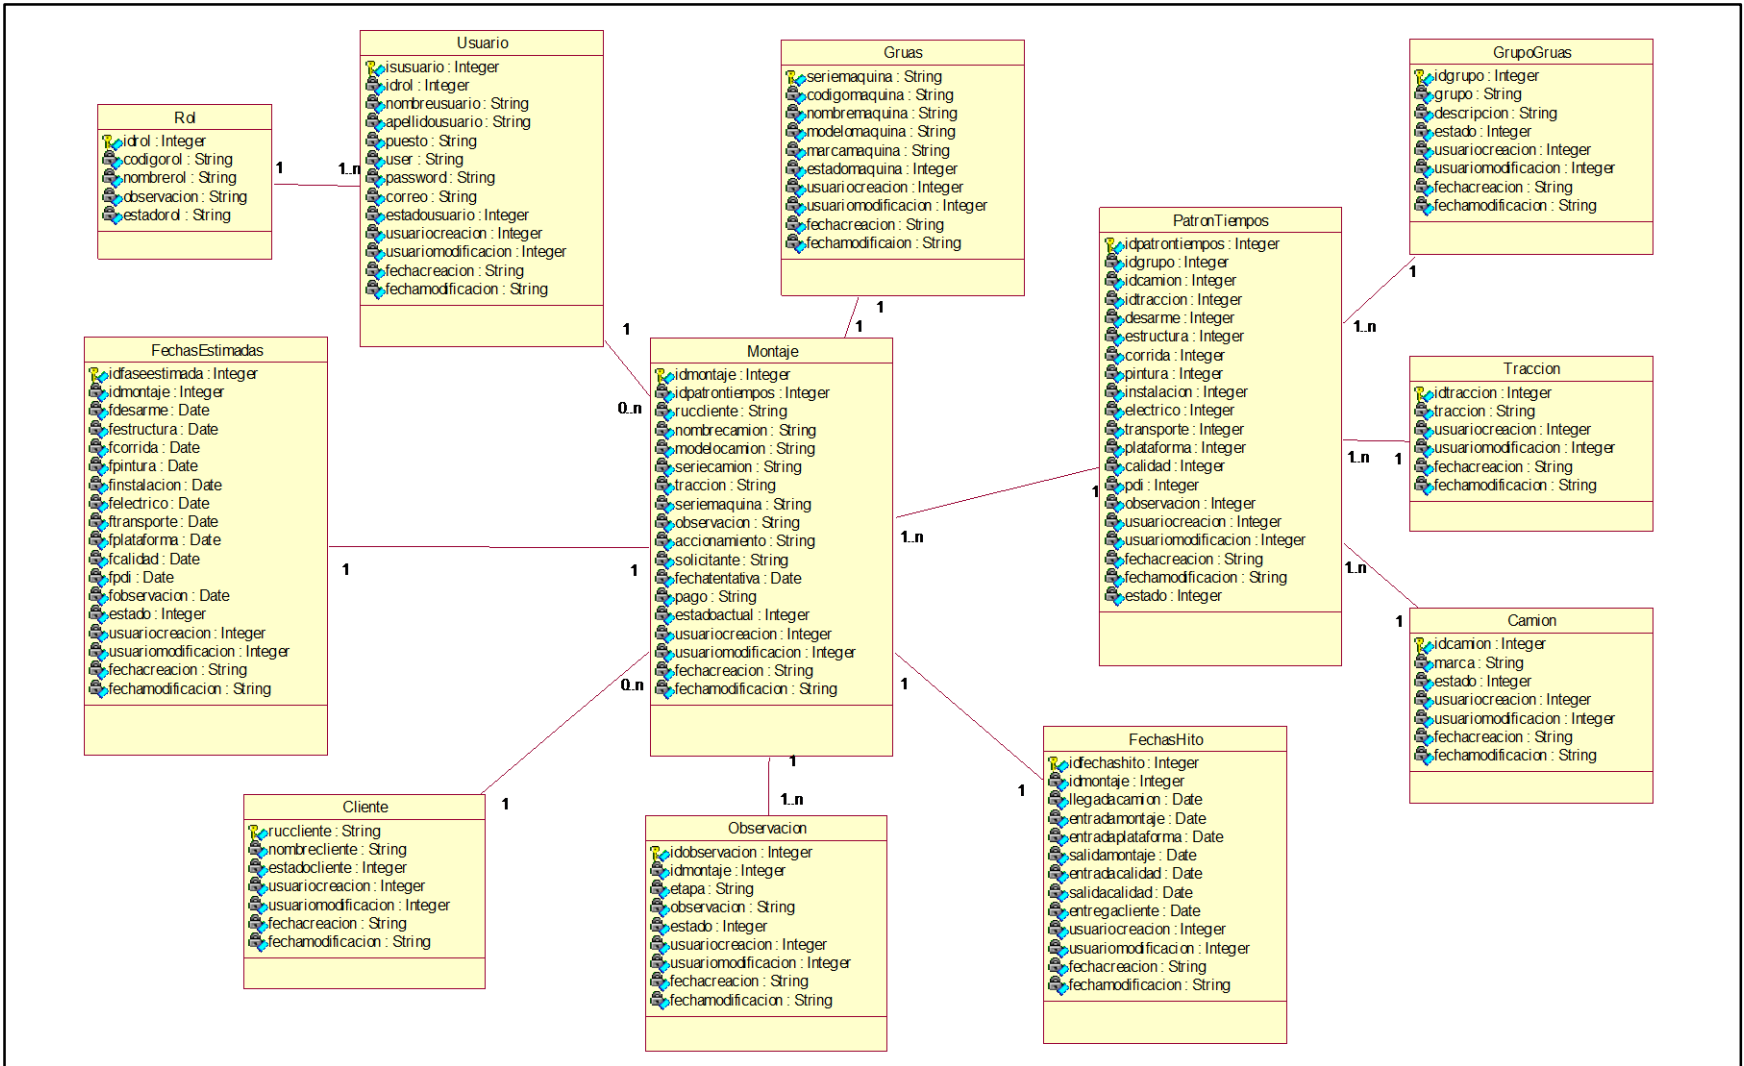 Rol
idrol : Integer
codigorol : String
nombrerol : String
observacion : String
estadorol : String
1
1..n
Usuario
isusuario : Integer
idrol : Integer
nombreusuario : String
apellidousuario : String
puesto : String
user : String
password : String
correo : String
estadousuario : Integer
usuariocreacion : Integer
usuariomodificacion : Integer
fechacreacion : String
fechamodificacion : String
1
0..n
Gruas
seriemaquina : String
codigomaquina : String
nombremaquina : String
modelomaquina : String
marcamaquina : String
estadomaquina : Integer
usuariocreacion : Integer
usuariomodificacion : Integer
fechacreacion : String
fechamodificaion : String
1
1
GrupoGruas
idgrupo : Integer
grupo : String
descripcion : String
estado : Integer
usuariocreacion : Integer
usuariomodificacion : Integer
fechacreacion : String
fechamodificacion : String
1
1..n
PatronTiempos
idpatrontiempos : Integer
idgrupo : Integer
idcamion : Integer
idtraccion : Integer
desarme : Integer
estructura : Integer
corrida : Integer
pintura : Integer
instalacion : Integer
electrico : Integer
transporte : Integer
plataforma : Integer
calidad : Integer
pdi : Integer
observacion : Integer
usuariocreacion : Integer
usuariomodificacion : Integer
fechacreacion : String
fechamodificacion : String
estado : Integer
Traccion
idtraccion : Integer
traccion : String
usuariocreacion : Integer
usuariomodificacion : Integer
fechacreacion : String
fechamodificacion : String
1..n
1
1..n
1
Camion
idcamion : Integer
marca : String
estado : Integer
usuariocreacion : Integer
usuariomodificacion : Integer
fechacreacion : String
fechamodificacion : String
FechasEstimadas
idfaseestimada : Integer
idmontaje : Integer
fdesarme : Date
festructura : Date
fcorrida : Date
fpintura : Date
finstalacion : Date
felectrico : Date
ftransporte : Date
fplataforma : Date
fcalidad : Date
fpdi : Date
fobservacion : Date
estado : Integer
usuariocreacion : Integer
usuariomodificacion : Integer
fechacreacion : String
fechamodificacion : String
1
1
Montaje
idmontaje : Integer
idpatrontiempos : Integer
ruccliente : String
nombrecamion : String
modelocamion : String
seriecamion : String
traccion : String
seriemaquina : String
observacion : String
accionamiento : String
solicitante : String
fechatentativa : Date
pago : String
estadoactual : Integer
usuariocreacion : Integer
usuariomodificacion : Integer
fechacreacion : String
fechamodificacion : String
1
1..n
0..n
1
1
1
1
1..n
Cliente
ruccliente : String
nombrecliente : String
estadocliente : Integer
usuariocreacion : Integer
usuariomodificacion : Integer
fechacreacion : String
fechamodificacion : String
Observacion
idobservacion : Integer
idmontaje : Integer
etapa : String
observacion : String
estado : Integer
usuariocreacion : Integer
usuariomodificacion : Integer
fechacreacion : String
fechamodificacion : String
FechasHito
idfechashito : Integer
idmontaje : Integer
llegadacamion : Date
entradamontaje : Date
entradaplataforma : Date
salidamontaje : Date
entradacalidad : Date
salidacalidad : Date
entregacliente : Date
usuariocreacion : Integer
usuariomodificacion : Integer
fechacreacion : String
fechamodificacion : String